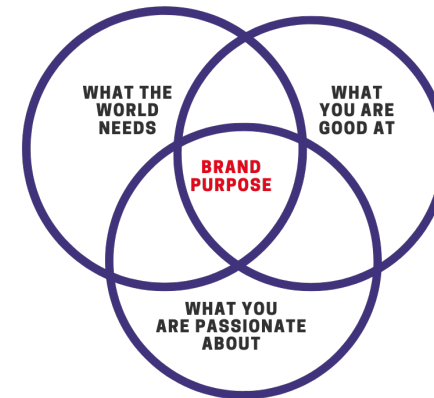 WHAT THE
WORLD
NEEDS
WHAT
YOU ARE
GOOD AT
BRAND
PURPOSE
WHAT YOU
ARE PASSIONATE
ABOUT